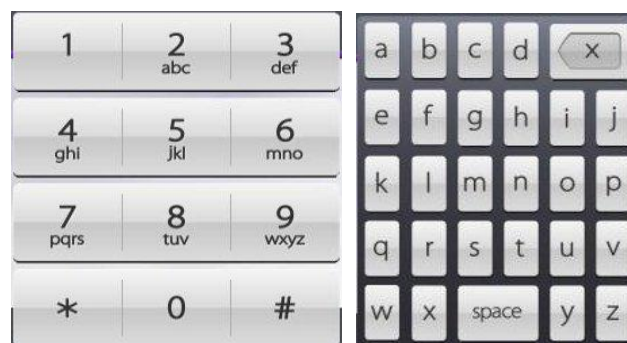 1 2 3
abc def
4 5 6
ghi jkl mno
7 8 9
pqrs tuv wxyz
* 0 #
a b c d x
e f g h i j
k l m n o p
q r s t u v
w x space y z